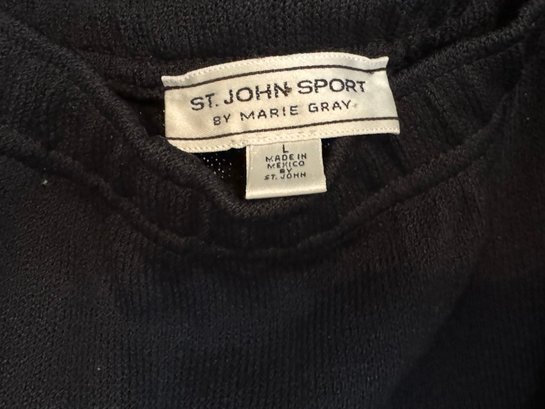 ST. JOHN SPORT
BY MARIE GRAY
L
MADE IN
MEXICO
BY
ST. JOHN